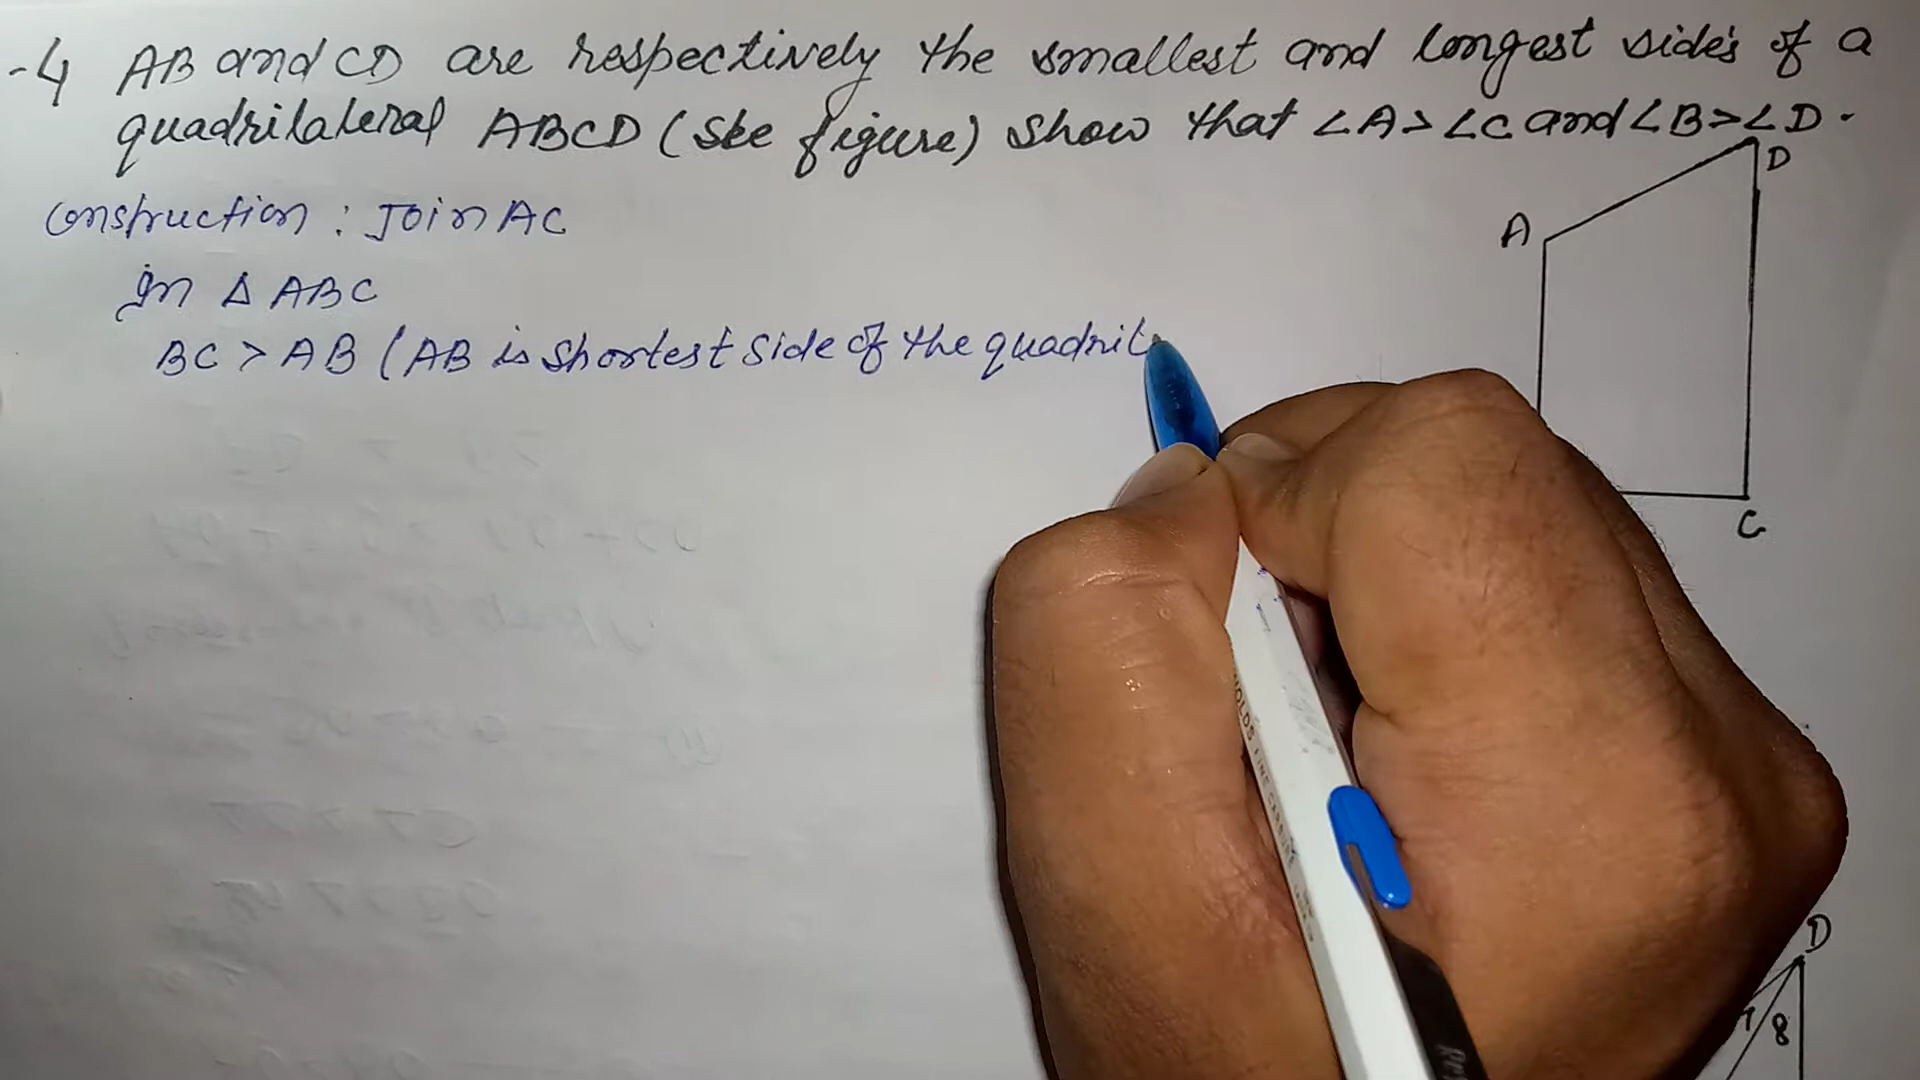 -4 AB and CD are respectively the smallest and longest sides of a
quadrilateral ABCD (See figure) Show that ∠A>∠C and ∠B>∠D.
Construction: Join AC
In Δ ABC
BC > AB (AB is shortest side of the quadril
D
A
C
D
7 8